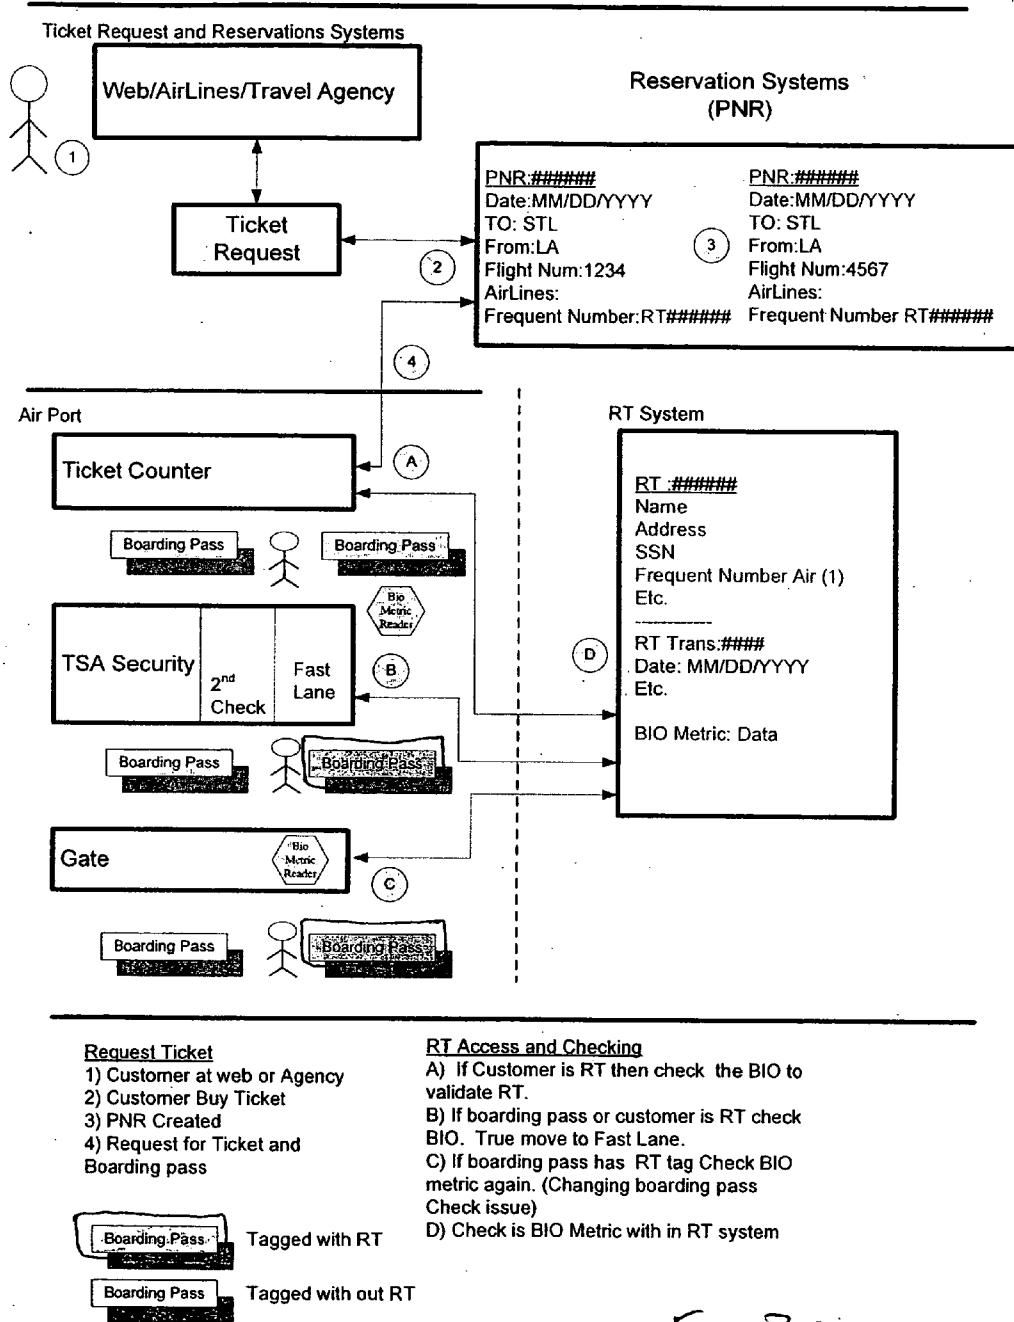 Ticket Request and Reservations Systems
Web/AirLines/Travel Agency
1
Ticket
Request
2
Reservation Systems
(PNR)
PNR:######
Date:MM/DD/YYYY
TO: STL
From:LA
Flight Num:1234
AirLines:
Frequent Number:RT######
3
PNR:######
Date:MM/DD/YYYY
TO: STL
From:LA
Flight Num:4567
AirLines:
Frequent Number RT######
4
Air Port
Ticket Counter
A
Boarding Pass
Boarding Pass
Bio
Metric
Reader
TSA Security
2nd
Check
Fast
Lane
B
Boarding Pass
Boarding Pass
Gate
Bio
Metric
Reader
C
Boarding Pass
Boarding Pass
RT System
RT :######
Name
Address
SSN
Frequent Number Air (1)
Etc.
------------
RT Trans:####
Date: MM/DD/YYYY
Etc.
BIO Metric: Data
D
Request Ticket
1) Customer at web or Agency
2) Customer Buy Ticket
3) PNR Created
4) Request for Ticket and
Boarding pass
RT Access and Checking
A) If Customer is RT then check the BIO to
validate RT.
B) If boarding pass or customer is RT check
BIO. True move to Fast Lane.
C) If boarding pass has RT tag Check BIO
metric again. (Changing boarding pass
Check issue)
D) Check is BIO Metric with in RT system
Boarding Pass
Tagged with RT
Boarding Pass
Tagged with out RT